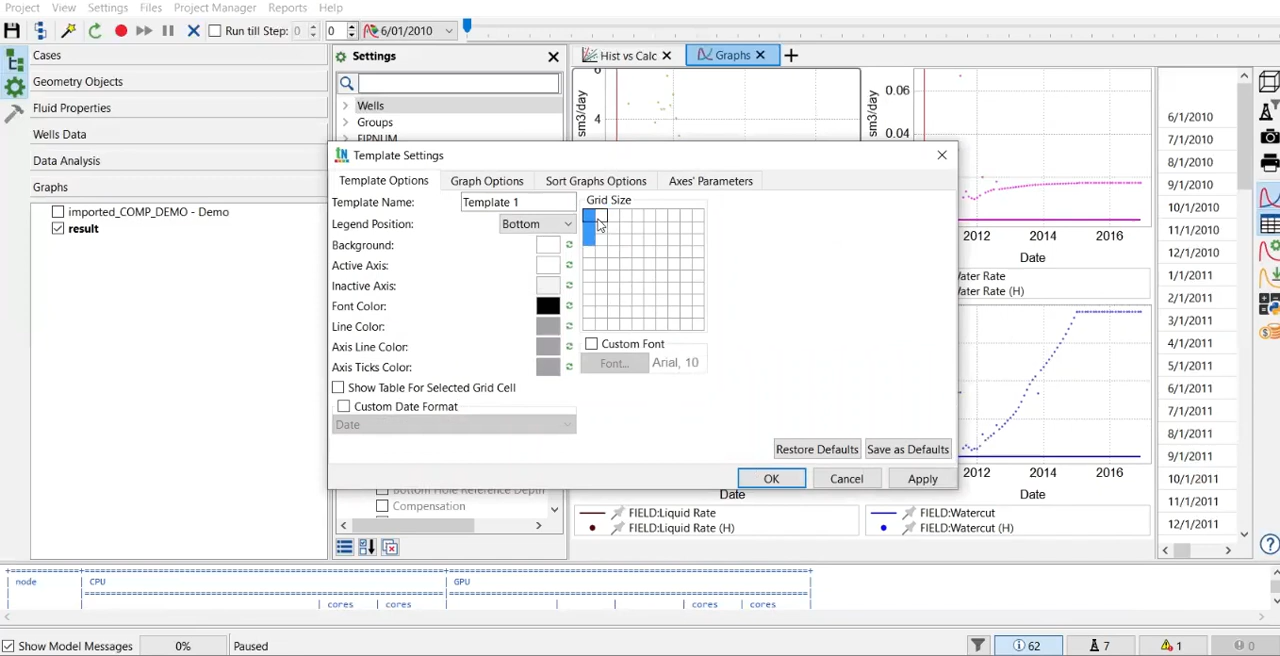 Project View Settings Files Project Manager Reports Help
Run till Step: 0 0 6/01/2010
Cases
Geometry Objects
Fluid Properties
Wells Data
Data Analysis
Graphs
imported_COMP_DEMO - Demo
result
Settings
Wells
Groups
FIPNUM
Bottom Hole Reference Depth
Compensation
Hist vs Calc
Graphs
6
4
sm3/day
0.06
0.04
sm3/day
2012 2014 2016
Date
Water Rate
Water Rate (H)
2012 2014 2016
Date
Date
FIELD:Liquid Rate
FIELD:Liquid Rate (H)
FIELD:Watercut
FIELD:Watercut (H)
6/1/2010
7/1/2010
8/1/2010
9/1/2010
10/1/2010
11/1/2010
12/1/2010
1/1/2011
2/1/2011
3/1/2011
4/1/2011
5/1/2011
6/1/2011
7/1/2011
8/1/2011
9/1/2011
10/1/2011
11/1/2011
12/1/2011
tN Template Settings
Template Options Graph Options Sort Graphs Options Axes' Parameters
Template Name: Template 1
Legend Position: Bottom
Background:
Active Axis:
Inactive Axis:
Font Color:
Line Color:
Axis Line Color:
Axis Ticks Color:
Show Table For Selected Grid Cell
Custom Date Format
Date
Grid Size
Custom Font
Font... Arial, 10
Restore Defaults Save as Defaults
OK Cancel Apply
node CPU GPU
cores cores cores cores
Show Model Messages 0% Paused 62 7 1 0